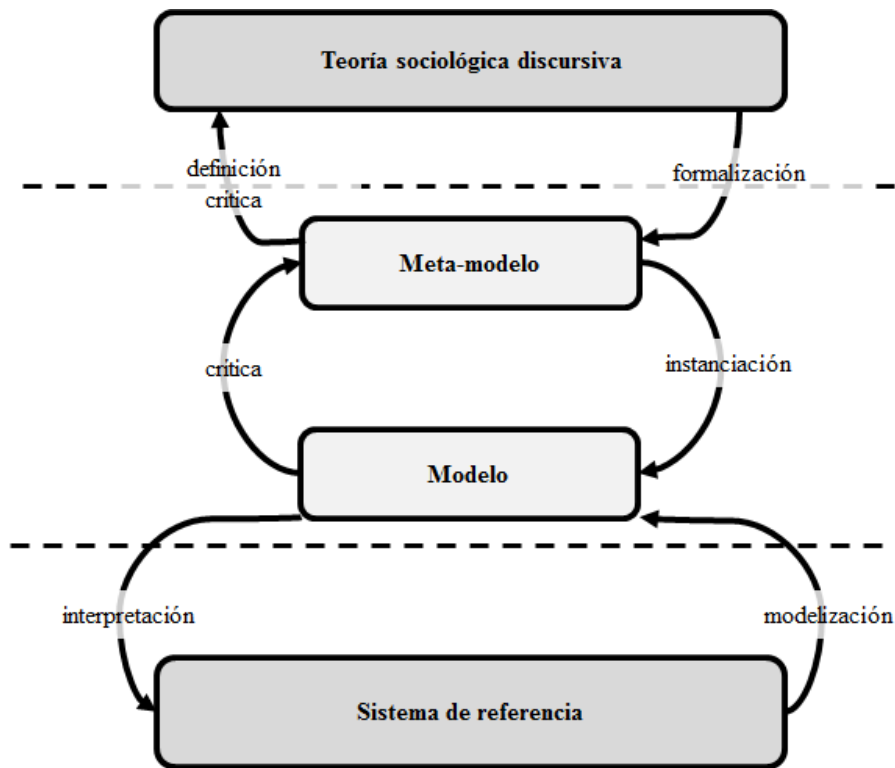 Teoría sociológica discursiva
definición
crítica
formalización
Meta-modelo
crítica
instanciación
Modelo
interpretación
modelización
Sistema de referencia